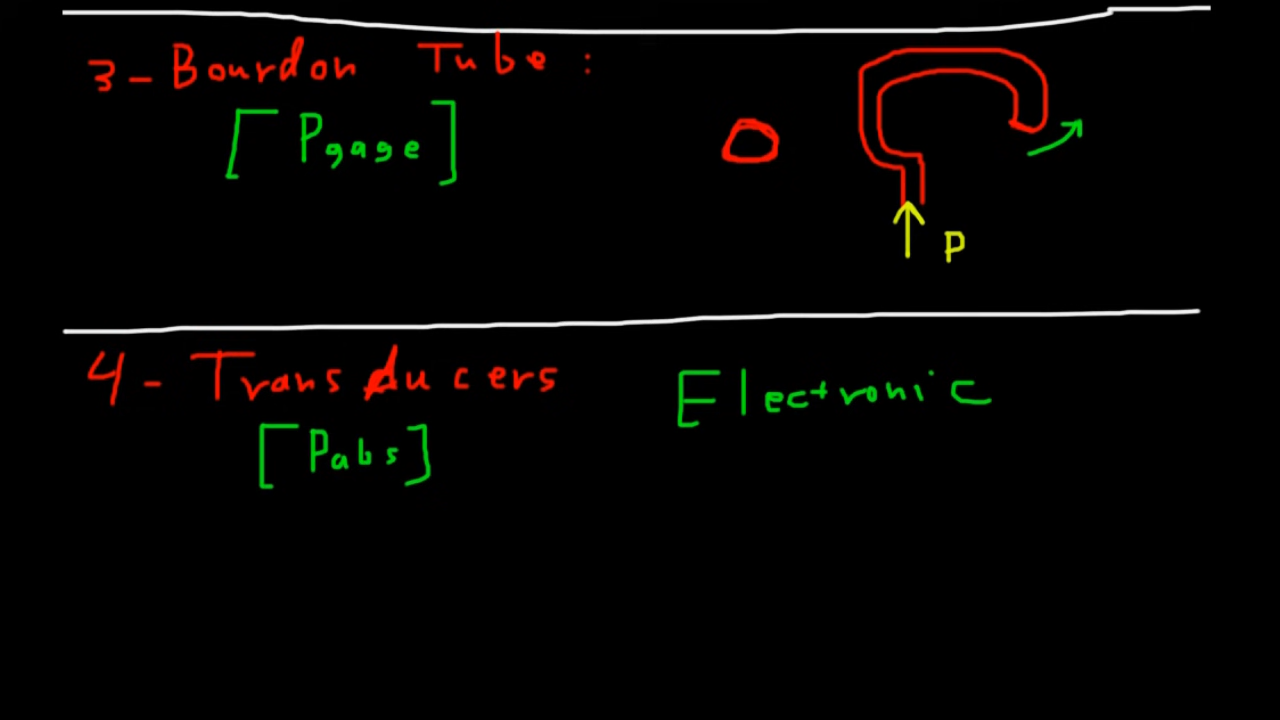 3- Bourdon Tube :
[Pgage]
P
4- Transducers Electronic
[Pabs]